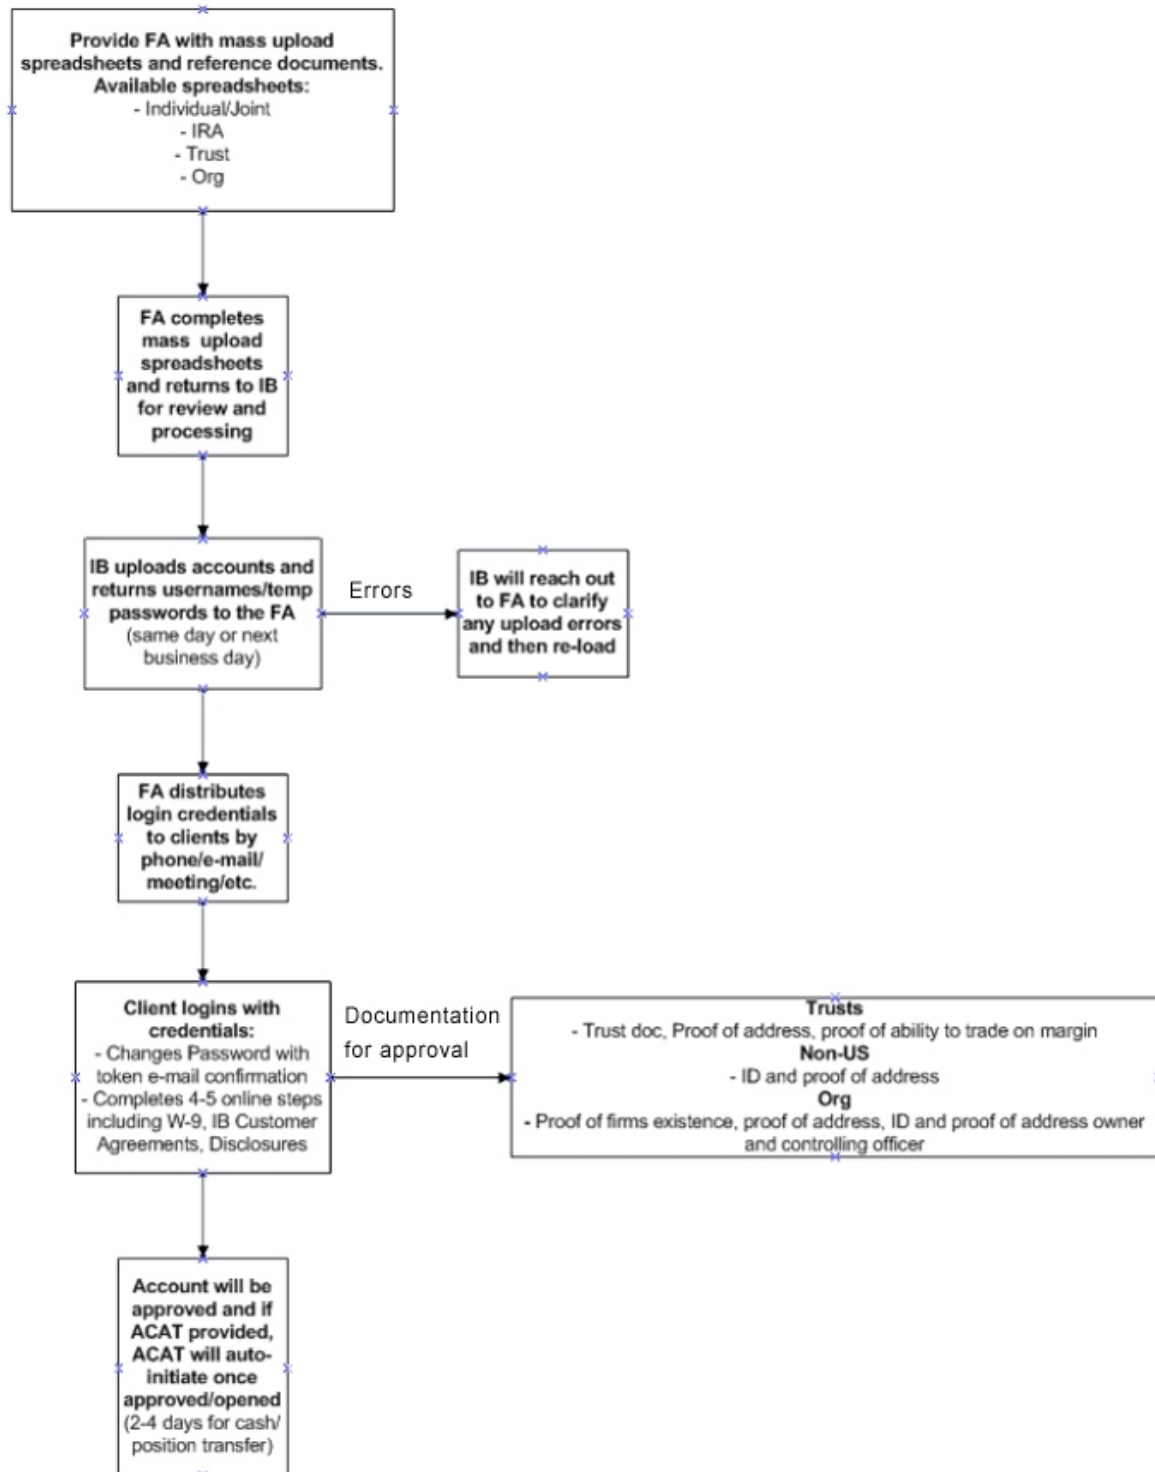 Provide FA with mass upload
spreadsheets and reference documents.
Available spreadsheets:
- Individual/Joint
- IRA
- Trust
- Org
FA completes
mass upload
spreadsheets
and returns to IB
for review and
processing
IB uploads accounts and
returns usernames/temp
passwords to the FA
(same day or next
business day)
Errors
IB will reach out
to FA to clarify
any upload errors
and then re-load
FA distributes
login credentials
to clients by
phone/e-mail/
meeting/etc.
Client logins with
credentials:
- Changes Password with
token e-mail confirmation
- Completes 4-5 online steps
including W-9, IB Customer
Agreements, Disclosures
Documentation
for approval
Trusts
- Trust doc, Proof of address, proof of ability to trade on margin
Non-US
- ID and proof of address
Org
- Proof of firms existence, proof of address, ID and proof of address owner
and controlling officer
Account will be
approved and if
ACAT provided,
ACAT will auto-
initiate once
approved/opened
(2-4 days for cash/
position transfer)